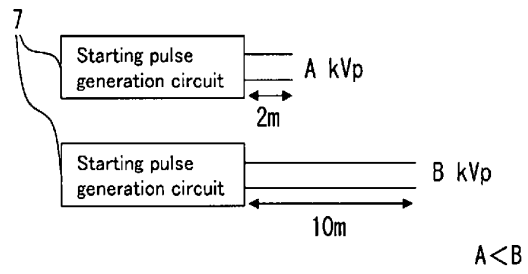 7
Starting pulse
generation circuit
A kVp
2m
Starting pulse
generation circuit
B kVp
10m
A<B